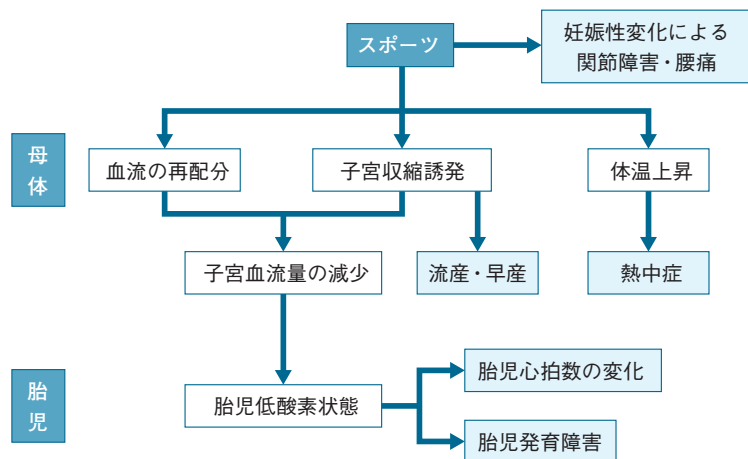 スポーツ
妊娠性変化による
関節障害・腰痛
母体
血流の再配分
子宮収縮誘発
体温上昇
子宮血流量の減少
流産・早産
熱中症
胎児
胎児低酸素状態
胎児心拍数の変化
胎児発育障害